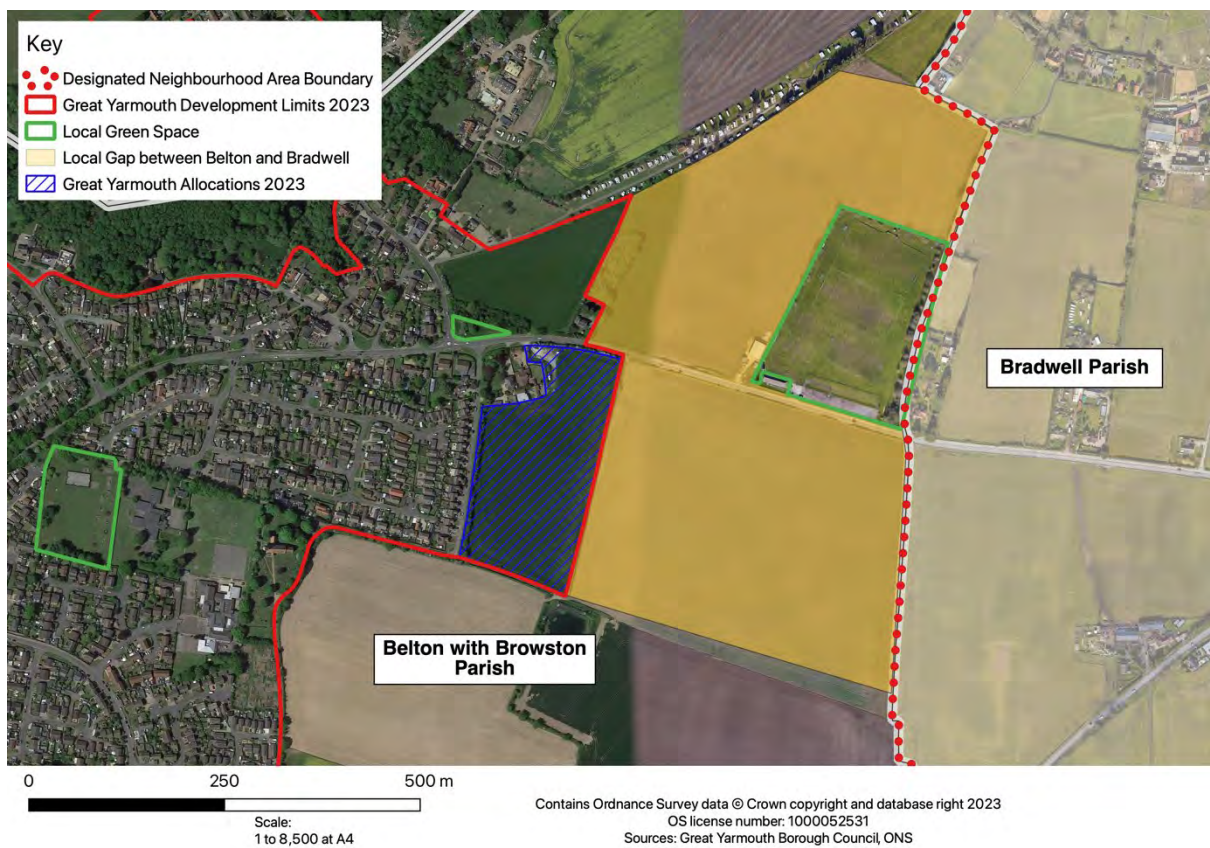 Key
Designated Neighbourhood Area Boundary
Great Yarmouth Development Limits 2023
Local Green Space
Local Gap between Belton and Bradwell
Great Yarmouth Allocations 2023
Bradwell Parish
Belton with Browston
Parish
0 250 500 m
Scale:
1 to 8,500 at A4
Contains Ordnance Survey data © Crown copyright and database right 2023
OS license number: 1000052531
Sources: Great Yarmouth Borough Council, ONS